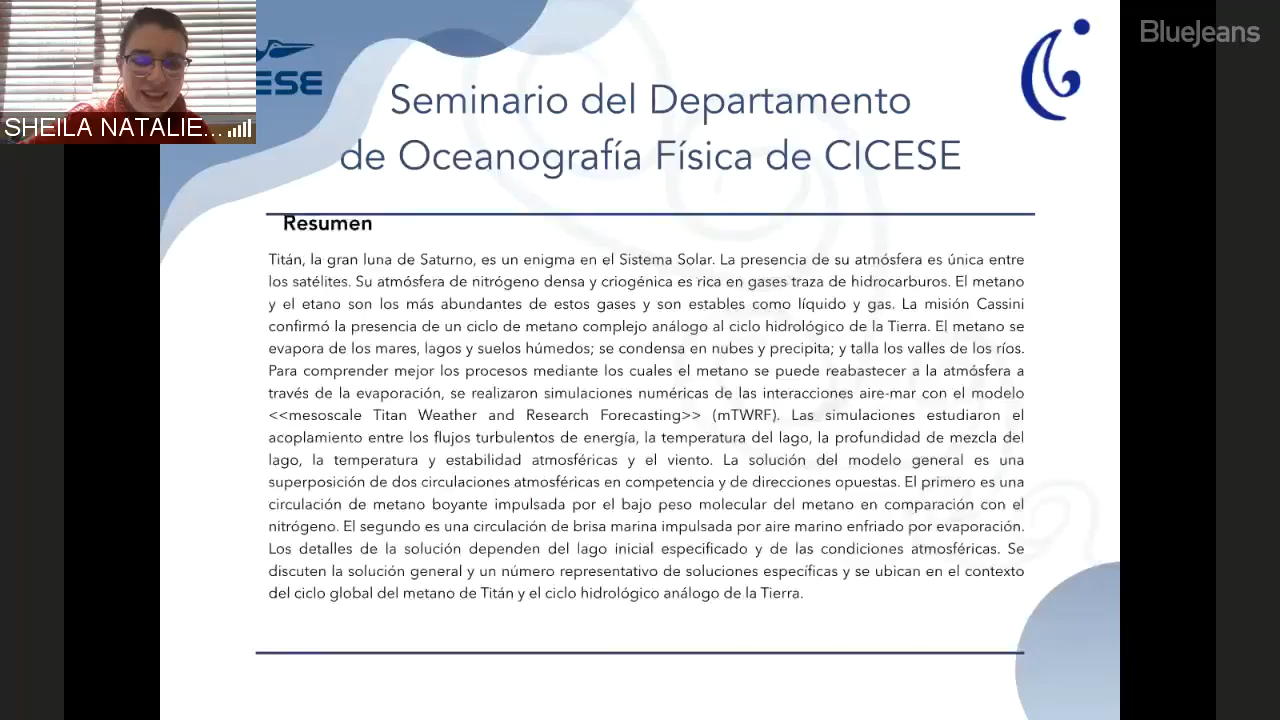 BlueJeans
ESE
SHEILA NATALIE...
Seminario del Departamento
de Oceanografía Física de CICESE
Resumen
Titán, la gran luna de Saturno, es un enigma en el Sistema Solar. La presencia de su atmósfera es única entre
los satélites. Su atmósfera de nitrógeno densa y criogénica es rica en gases traza de hidrocarburos. El metano
y el etano son los más abundantes de estos gases y son estables como líquido y gas. La misión Cassini
confirmó la presencia de un ciclo de metano complejo análogo al ciclo hidrológico de la Tierra. El metano se
evapora de los mares, lagos y suelos húmedos; se condensa en nubes y precipita; y talla los valles de los ríos.
Para comprender mejor los procesos mediante los cuales el metano se puede reabastecer a la atmósfera a
través de la evaporación, se realizaron simulaciones numéricas de las interacciones aire-mar con el modelo
<<mesoscale Titan Weather and Research Forecasting>> (mTWRF). Las simulaciones estudiaron el
acoplamiento entre los flujos turbulentos de energía, la temperatura del lago, la profundidad de mezcla del
lago, la temperatura y estabilidad atmosféricas y el viento. La solución del modelo general es una
superposición de dos circulaciones atmosféricas en competencia y de direcciones opuestas. El primero es una
circulación de metano boyante impulsada por el bajo peso molecular del metano en comparación con el
nitrógeno. El segundo es una circulación de brisa marina impulsada por aire marino enfriado por evaporación.
Los detalles de la solución dependen del lago inicial especificado y de las condiciones atmosféricas. Se
discuten la solución general y un número representativo de soluciones específicas y se ubican en el contexto
del ciclo global del metano de Titán y el ciclo hidrológico análogo de la Tierra.